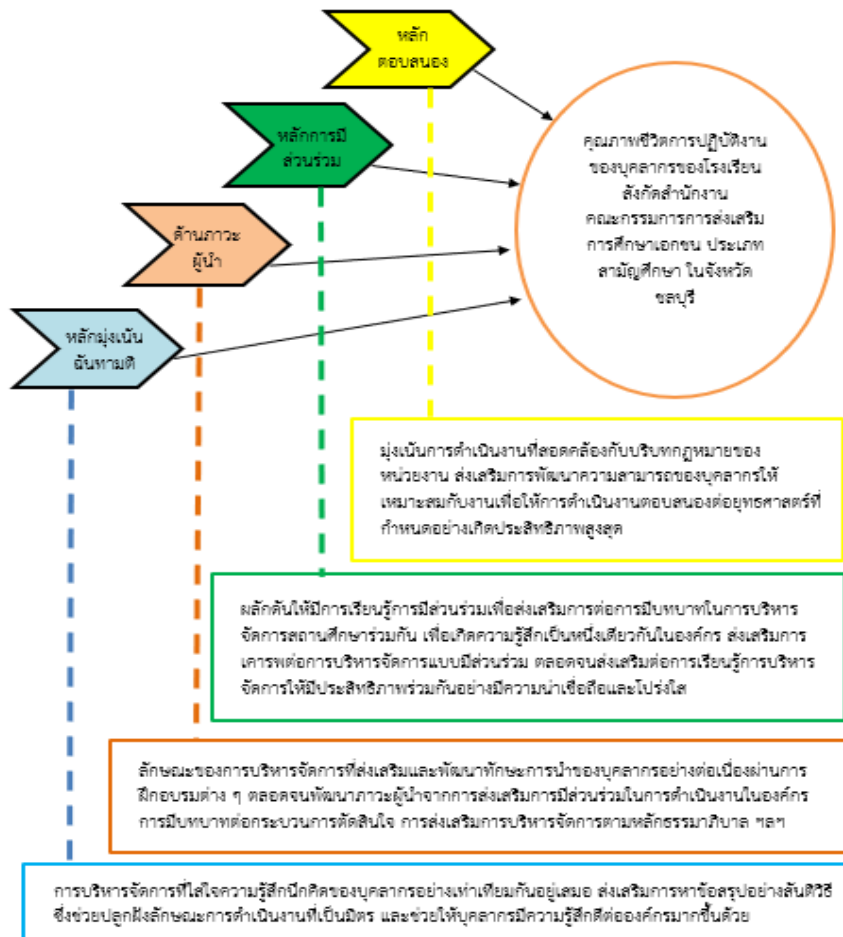 หลัก
ตอบสนอง
หลักการมี
ส่วนร่วม
ด้านภาวะ
ผู้นำ
หลักมุ่งเน้น
ฉันทามติ
คุณภาพชีวิตการปฏิบัติงาน
ของบุคลากรของโรงเรียน
สังกัดสำนักงาน
คณะกรรมการการส่งเสริม
การศึกษาเอกชน ประเภท
สามัญศึกษา ในจังหวัด
ชลบุรี
มุ่งเน้นการดำเนินงานที่สอดคล้องกับบริบทกฎหมายของ
หน่วยงาน ส่งเสริมการพัฒนาความสามารถของบุคลากรให้
เหมาะสมกับงานเพื่อให้การดำเนินงานตอบสนองต่อยุทธศาสตร์ที่
กำหนดอย่างเกิดประสิทธิภาพสูงสุด
ผลักดันให้มีการเรียนรู้การมีส่วนร่วมเพื่อส่งเสริมการต่อการมีบทบาทในการบริหาร
จัดการสถานศึกษาร่วมกัน เพื่อเกิดความรู้สึกเป็นหนึ่งเดียวกันในองค์กร ส่งเสริมการ
เคารพต่อการบริหารจัดการแบบมีส่วนร่วม ตลอดจนส่งเสริมต่อการเรียนรู้การบริหาร
จัดการให้มีประสิทธิภาพร่วมกันอย่างมีความน่าเชื่อถือและโปร่งใส
ลักษณะของการบริหารจัดการที่ส่งเสริมและพัฒนาทักษะการนำของบุคลากรอย่างต่อเนื่องผ่านการ
ฝึกอบรมต่าง ๆ ตลอดจนพัฒนาภาวะผู้นำจากการส่งเสริมการมีส่วนร่วมในการดำเนินงานในองค์กร
การมีบทบาทต่อกระบวนการตัดสินใจ การส่งเสริมการบริหารจัดการตามหลักธรรมาภิบาล ฯลฯ
การบริหารจัดการที่ใส่ใจความรู้สึกนึกคิดของบุคลากรอย่างเท่าเทียมกันอยู่เสมอ ส่งเสริมการหาข้อสรุปอย่างสันติวิธี
ซึ่งช่วยปลูกฝังลักษณะการดำเนินงานที่เป็นมิตร และช่วยให้บุคลากรมีความรู้สึกดีต่อองค์กรมากขึ้นด้วย